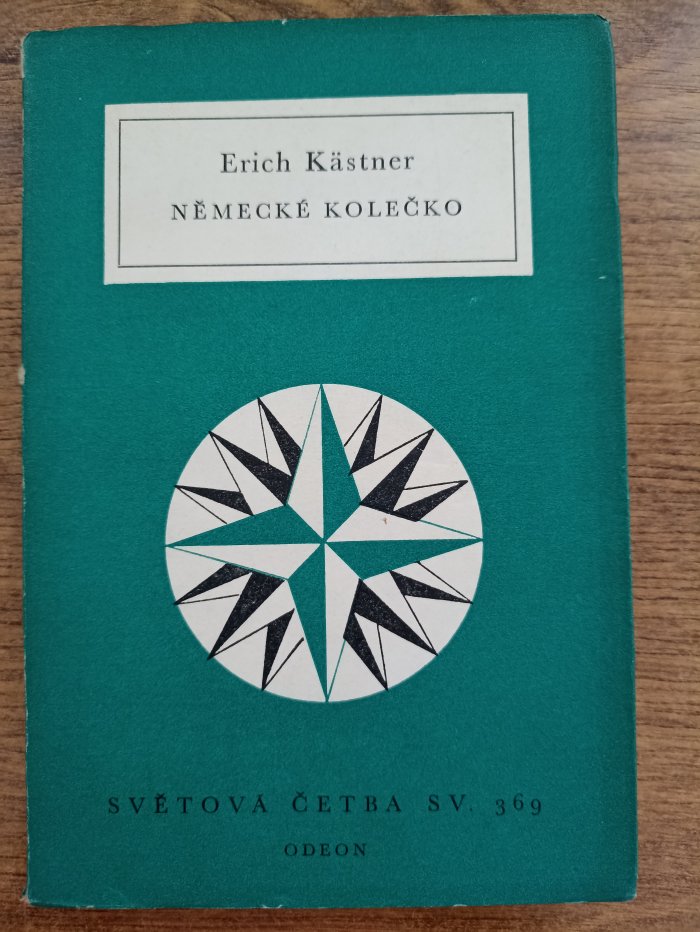 Erich Kästner
NĚMECKÉ KOLEČKO
SVĚTOVÁ ČETBA SV. 369
ODEON